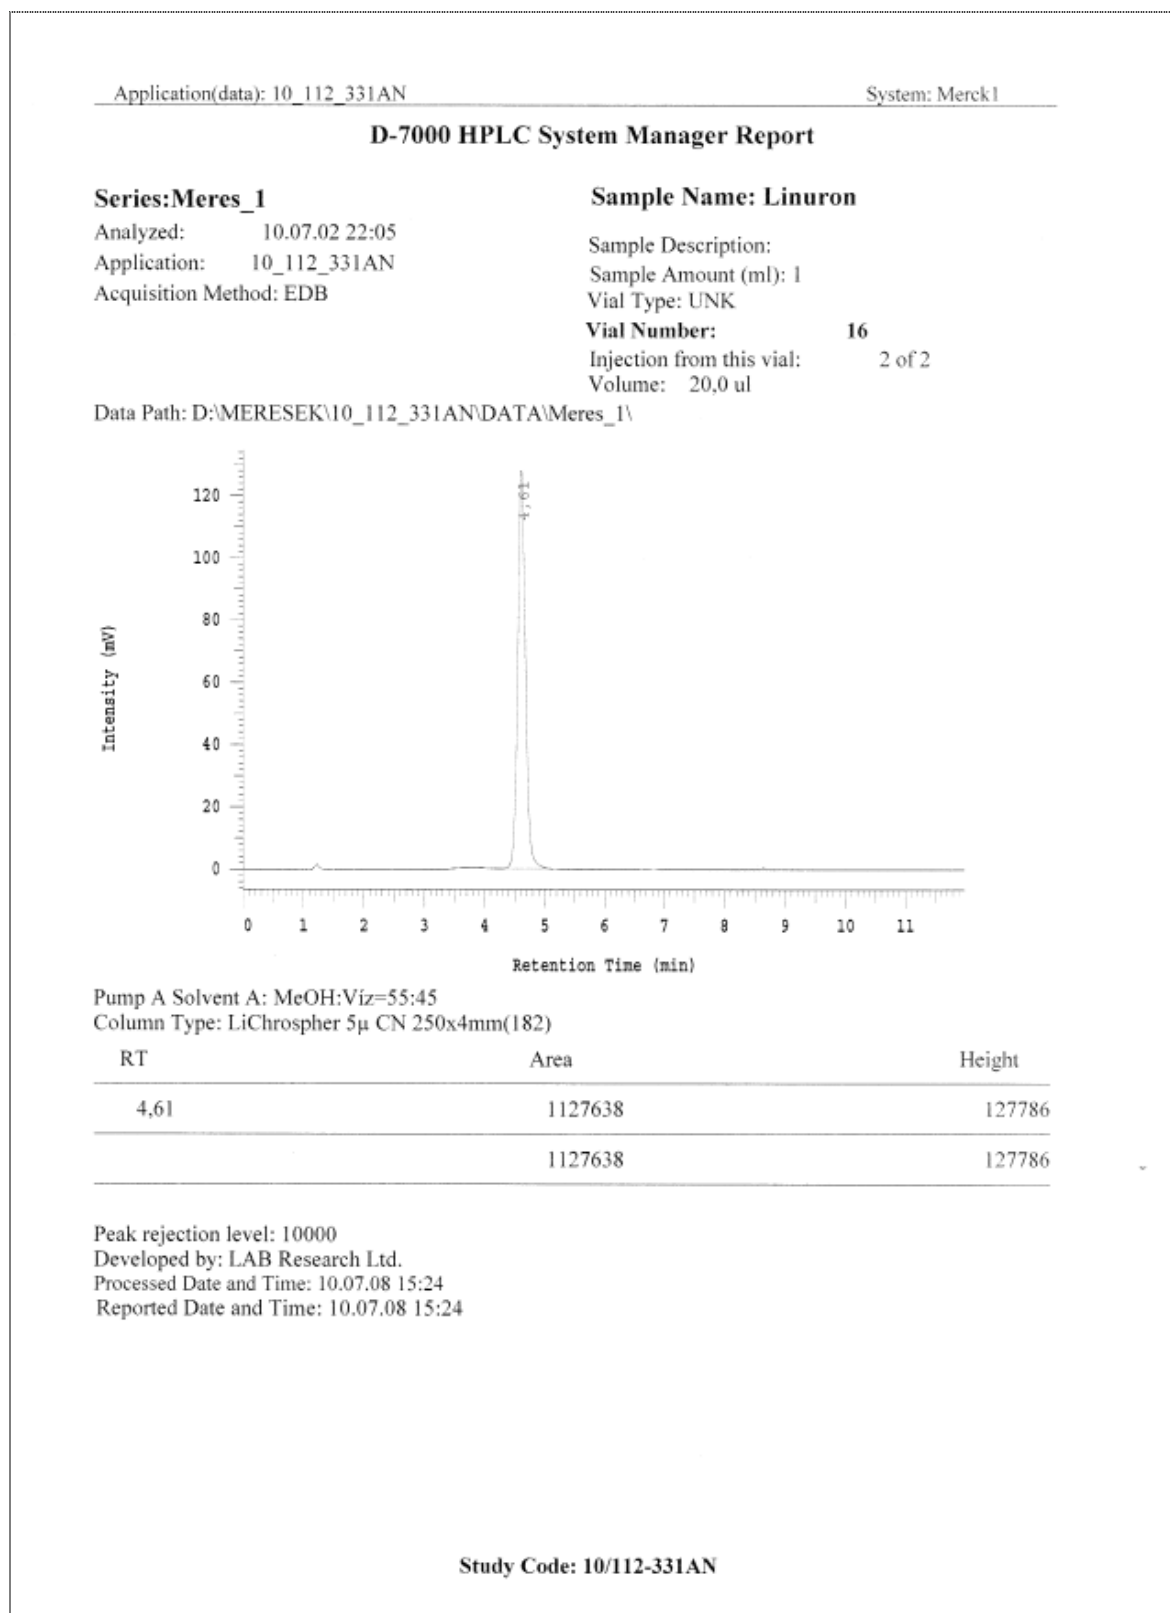 Application(data): 10_112_331AN System: Merck1
D-7000 HPLC System Manager Report
Series:Meres_1 Sample Name: Linuron
Analyzed: 10.07.02 22:05
Sample Description:
Application: 10_112_331AN
Sample Amount (ml): 1
Acquisition Method: EDB
Vial Type: UNK
Vial Number: 16
Injection from this vial: 2 of 2
Volume: 20,0 ul
Data Path: D:\MERESEK\10_112_331AN\DATA\Meres_1\
4,61
120
100
80
60
40
20
0
Intensity (mV)
0 1 2 3 4 5 6 7 8 9 10 11
Retention Time (min)
Pump A Solvent A: MeOH:Víz=55:45
Column Type: LiChrospher 5µ CN 250x4mm(182)
RT Area Height
4,61 1127638 127786
1127638 127786
Peak rejection level: 10000
Developed by: LAB Research Ltd.
Processed Date and Time: 10.07.08 15:24
Reported Date and Time: 10.07.08 15:24
Study Code: 10/112-331AN